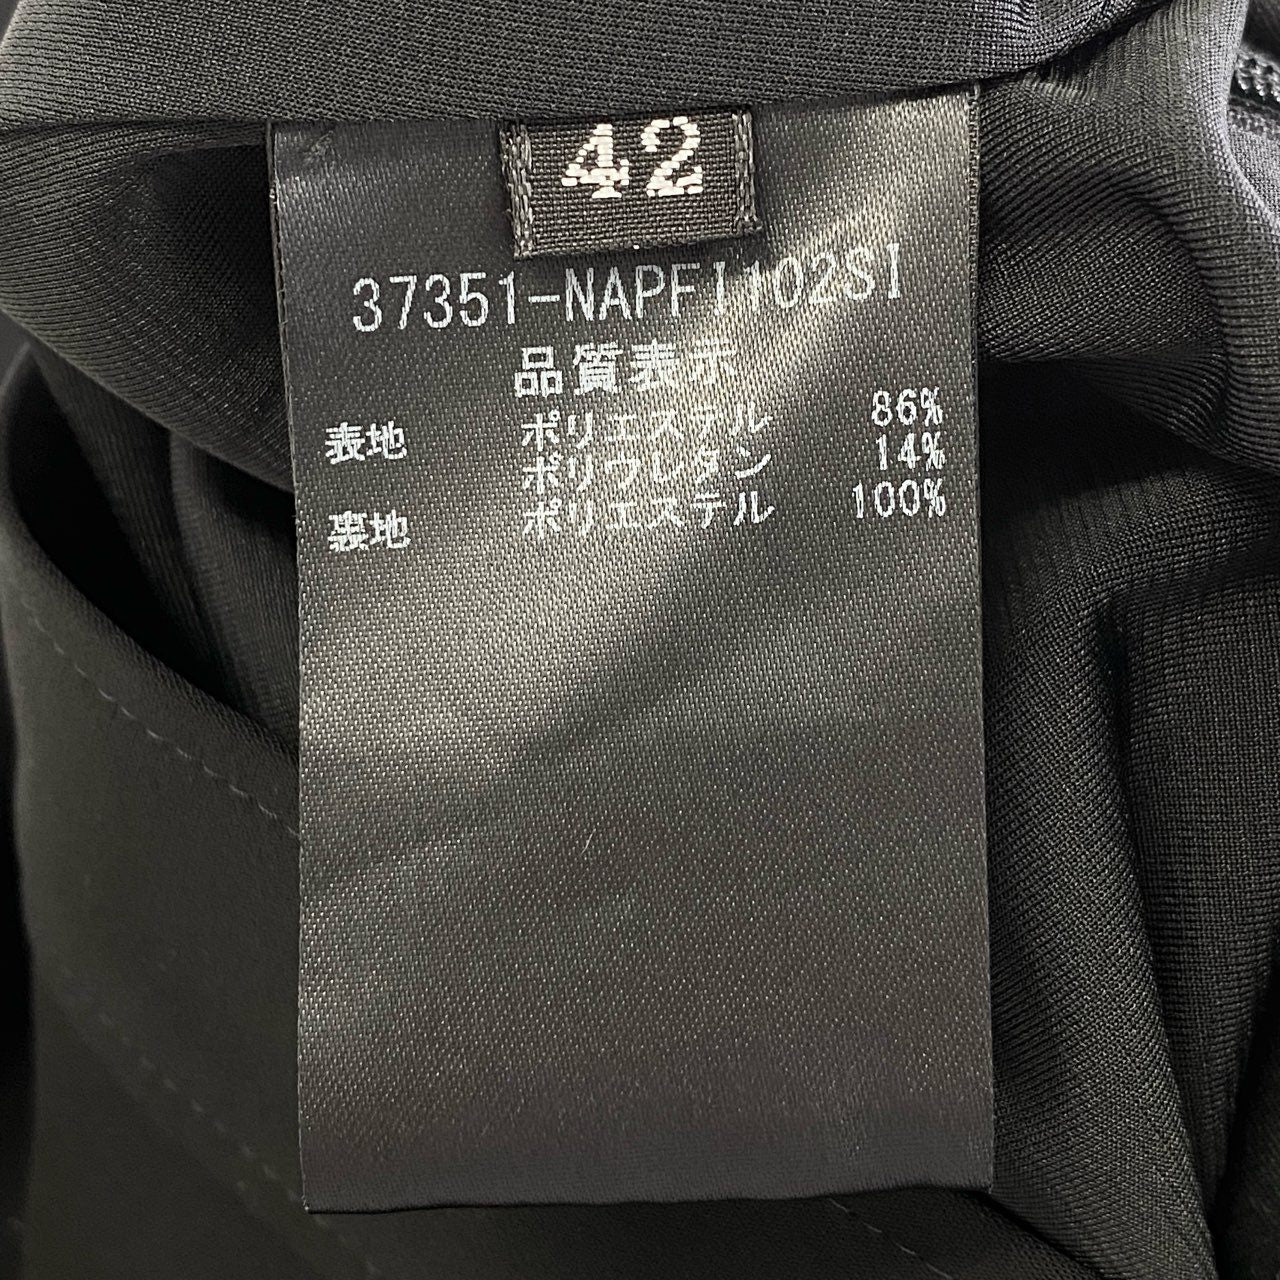 42
37351-NAPFI102SI
品質表示
表地 ポリエステル 86%
ポリウレタン 14%
裏地 ポリエステル 100%